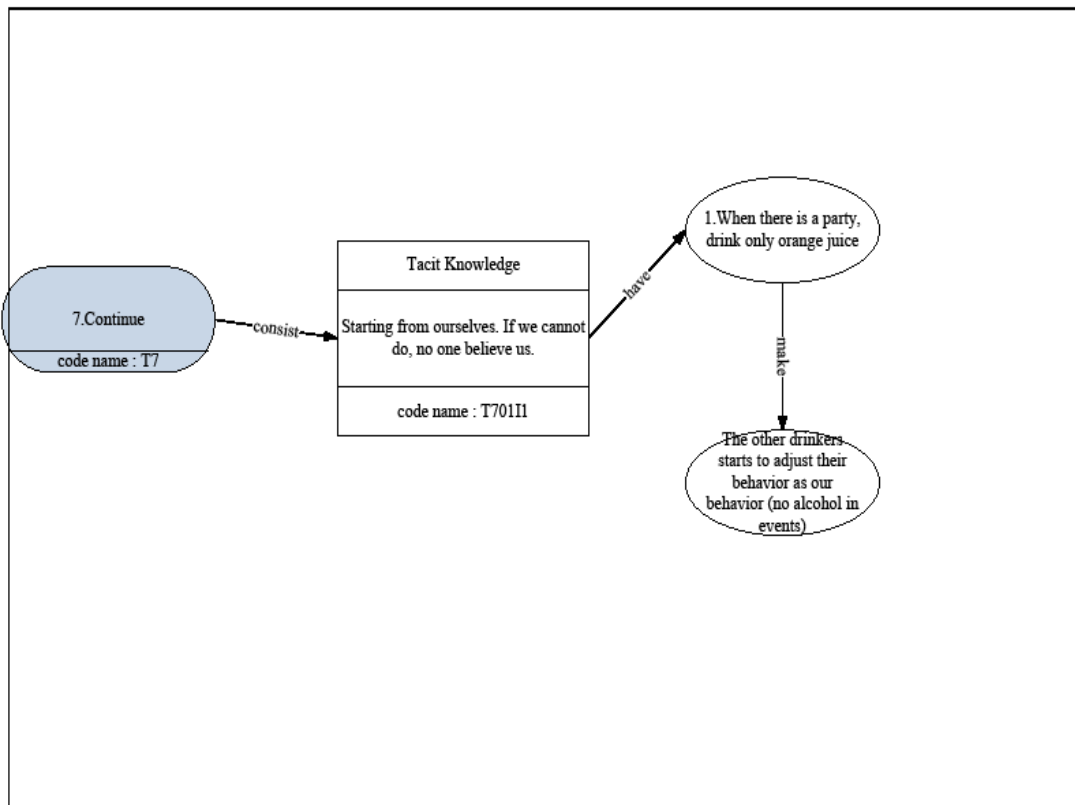 7.Continue
code name : T7
consist
Tacit Knowledge
Starting from ourselves. If we cannot
do, no one believe us.
code name : T701I1
have
1.When there is a party,
drink only orange juice
make
The other drinkers
starts to adjust their
behavior as our
behavior (no alcohol in
events)